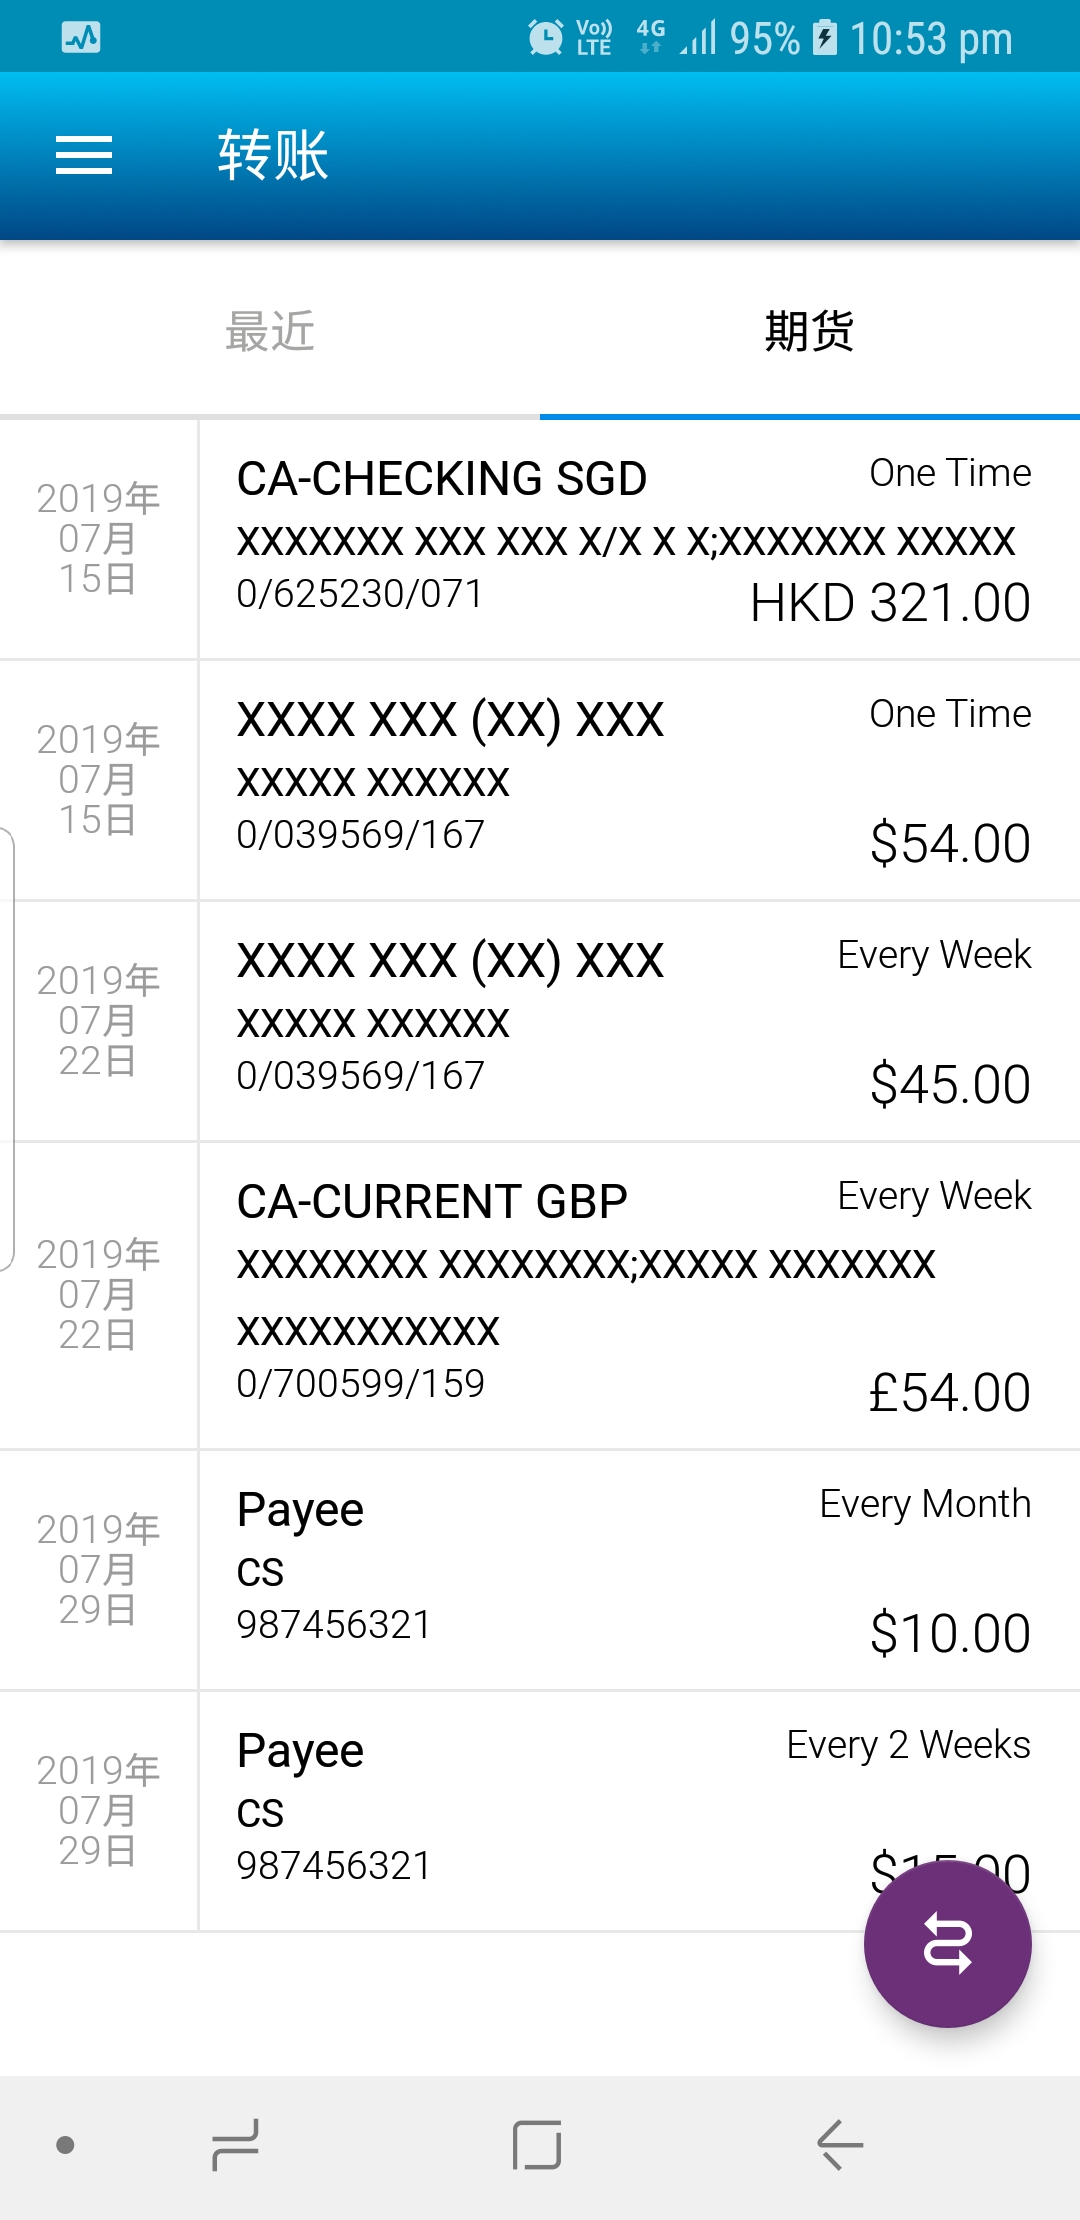 Vo)) LTE 4G 95% 10:53 pm
转账
最近
期货
2019年
07月
15日
CA-CHECKING SGD
One Time
XXXXXXX XXX XXX X/X X X;XXXXXXX XXXXX
0/625230/071
HKD 321.00
2019年
07月
15日
XXXX XXX (XX) XXX
One Time
XXXXX XXXXXX
0/039569/167
$54.00
2019年
07月
22日
XXXX XXX (XX) XXX
Every Week
XXXXX XXXXXX
0/039569/167
$45.00
2019年
07月
22日
CA-CURRENT GBP
Every Week
XXXXXXXX XXXXXXXX;XXXXX XXXXXXX
XXXXXXXXXXX
0/700599/159
£54.00
2019年
07月
29日
Payee
Every Month
CS
987456321
$10.00
2019年
07月
29日
Payee
Every 2 Weeks
CS
987456321